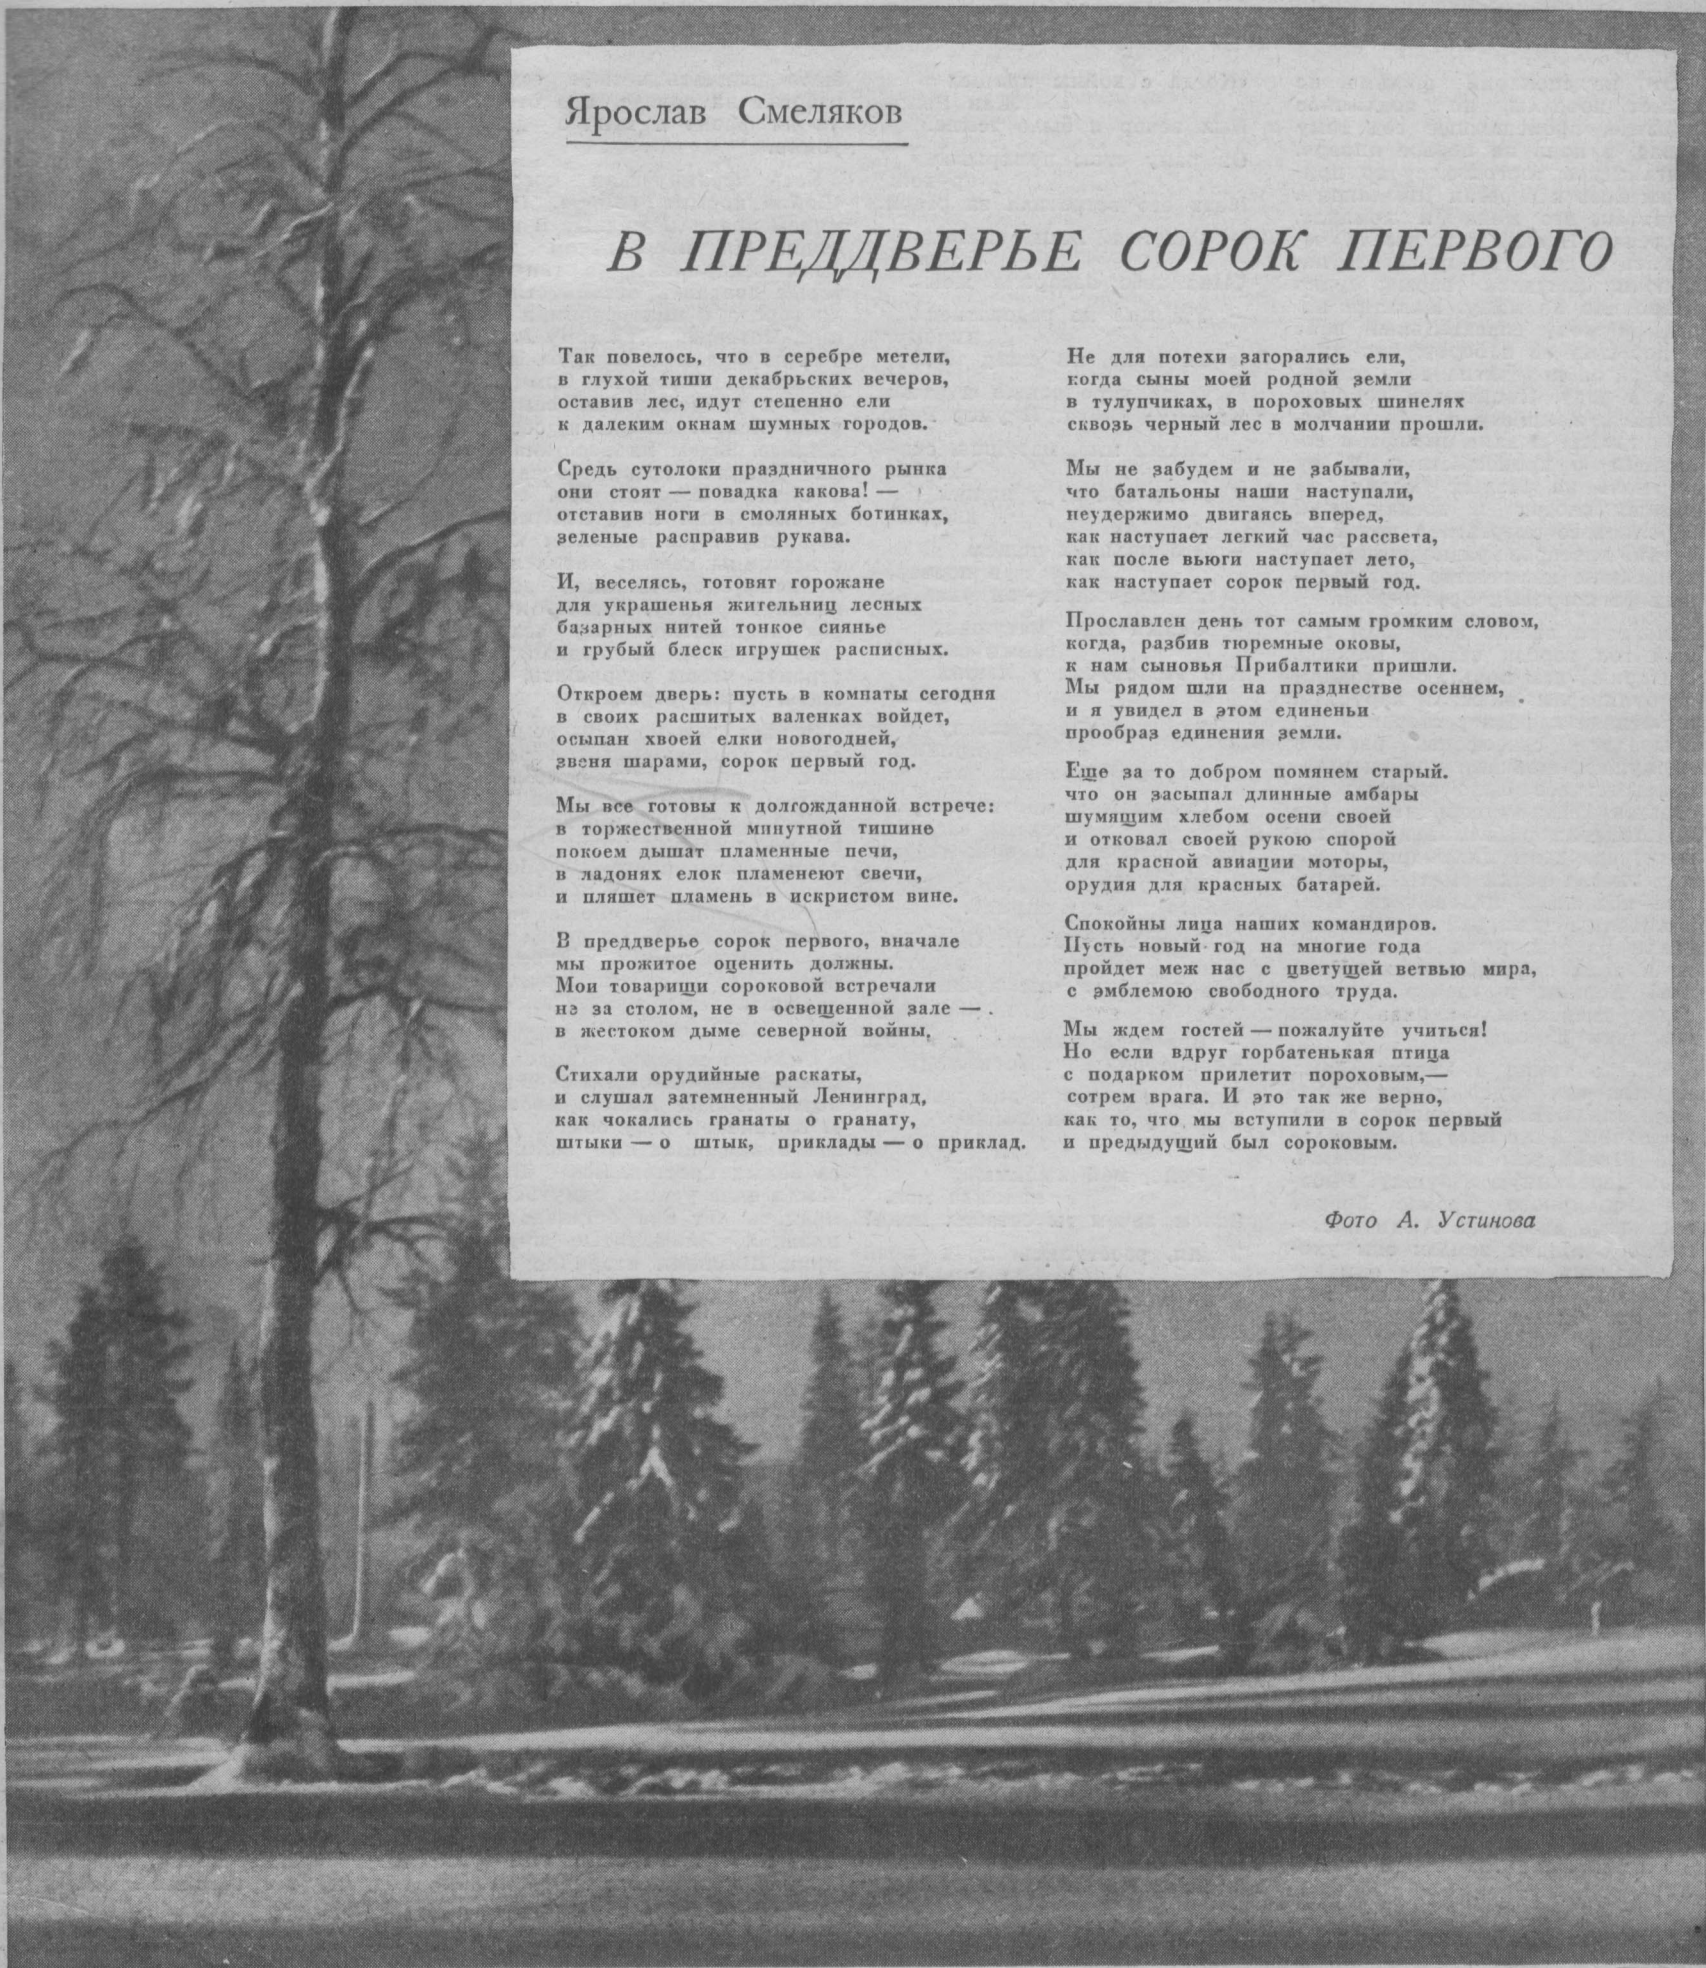 Ярослав Смеляков
В ПРЕДДВЕРЬЕ СОРОК ПЕРВОГО
Так повелось, что в серебре метели,
в глухой тиши декабрьских вечеров,
оставив лес, идут степенно ели
к далеким окнам шумных городов.
Средь сутолоки праздничного рынка
они стоят — повадка какова! —
отставив ноги в смоляных ботинках,
зеленые расправив рукава.
И, веселясь, готовят горожане
для украшенья жительниц лесных
базарных нитей тонкое сиянье
и грубый блеск игрушек расписных.
Откроем дверь: пусть в комнаты сегодня
в своих расшитых валенках войдет,
осыпан хвоей елки новогодней,
звеня шарами, сорок первый год.
Мы все готовы к долгожданной встрече:
в торжественной минутной тишине
покоем дышат пламенные печи,
в ладонях елок пламенеют свечи,
и пляшет пламень в искристом вине.
В преддверье сорок первого, вначале
мы прожитое оценить должны.
Мои товарищи сороковой встречали
не за столом, не в освещенной зале —
в жестоком дыме северной войны.
Стихали орудийные раскаты,
и слушал затемненный Ленинград,
как чокались гранаты о гранату,
штыки — о штык, приклады — о приклад.
Не для потехи загорались ели,
когда сыны моей родной земли
в тулупчиках, в пороховых шинелях
сквозь черный лес в молчании прошли.
Мы не забудем и не забывали,
что батальоны наши наступали,
неудержимо двигаясь вперед,
как наступает легкий час рассвета,
как после вьюги наступает лето,
как наступает сорок первый год.
Прославлен день тот самым громким словом,
когда, разбив тюремные оковы,
к нам сыновья Прибалтики пришли.
Мы рядом шли на празднестве осеннем,
и я увидел в этом единеньи
прообраз единения земли.
Еще за то добром помянем старый.
что он засыпал длинные амбары
шумящим хлебом осени своей
и отковал своей рукою спорой
для красной авиации моторы,
орудия для красных батарей.
Спокойны лица наших командиров.
Пусть новый год на многие года
пройдет меж нас с цветущей ветвью мира,
с эмблемою свободного труда.
Мы ждем гостей — пожалуйте учиться!
Но если вдруг горбатенькая птица
с подарком прилетит пороховым,—
сотрем врага. И это так же верно,
как то, что мы вступили в сорок первый
и предыдущий был сороковым.
Фото А. Устинова